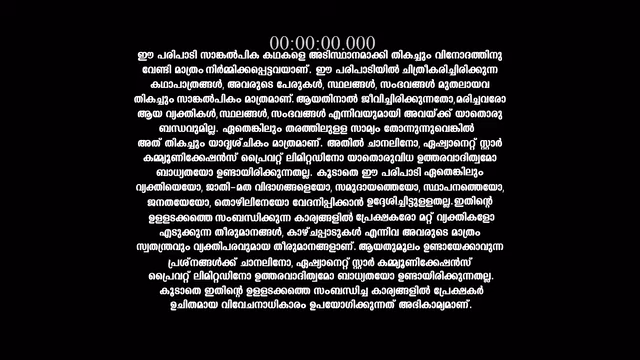 00:00:00.000
ഈ പരിപാടി സാങ്കൽപിക കഥകളെ അടിസ്ഥാനമാക്കി തികച്ചും വിനോദത്തിനു
വേണ്ടി മാത്രം നിർമ്മിക്കപ്പെട്ടവയാണ്. ഈ പരിപാടിയിൽ ചിത്രീകരിച്ചിരിക്കുന്ന
കഥാപാത്രങ്ങൾ, അവരുടെ പേരുകൾ, സ്ഥലങ്ങൾ, സംഭവങ്ങൾ മുതലായവ
തികച്ചും സാങ്കൽപികം മാത്രമാണ്. ആയതിനാൽ ജീവിച്ചിരിക്കുന്നതോ,മരിച്ചവരോ
ആയ വ്യക്തികൾ,സ്ഥലങ്ങൾ,സംഭവങ്ങൾ എന്നിവയുമായി അവയ്ക്ക് യാതൊരു
ബന്ധവുമില്ല. ഏതെങ്കിലും തരത്തിലുളള സാമ്യം തോന്നുന്നുവെങ്കിൽ
അത് തികച്ചും യാദൃശ്ചികം മാത്രമാണ്. അതിൽ ചാനലിനോ, ഏഷ്യാനെറ്റ് സ്റ്റാർ
കമ്മ്യൂണിക്കേഷൻസ് പ്രൈവറ്റ് ലിമിറ്റഡിനോ യാതൊരുവിധ ഉത്തരവാദിത്വമോ
ബാധ്യതയോ ഉണ്ടായിരിക്കുന്നതല്ല. കൂടാതെ ഈ പരിപാടി ഏതെങ്കിലും
വ്യക്തിയെയോ, ജാതി-മത വിഭാഗങ്ങളെയോ, സമുദായത്തെയോ, സ്ഥാപനത്തെയോ,
ജനതയേയോ, തൊഴിലിനേയോ വേദനിപ്പിക്കാൻ ഉദ്ദേശിച്ചിട്ടുളളതല്ല.ഇതിന്റെ
ഉളളടക്കത്തെ സംബന്ധിക്കുന്ന കാര്യങ്ങളിൽ പ്രേക്ഷകരോ മറ്റ് വ്യക്തികളോ
എടുക്കുന്ന തീരുമാനങ്ങൾ, കാഴ്ചപ്പാടുകൾ എന്നിവ അവരുടെ മാത്രം
സ്വതന്ത്രവും വ്യക്തിപരവുമായ തീരുമാനങ്ങളാണ്. ആയതുമൂലം ഉണ്ടായേക്കാവുന്ന
പ്രശ്നങ്ങൾക്ക് ചാനലിനോ, ഏഷ്യാനെറ്റ് സ്റ്റാർ കമ്മ്യൂണിക്കേഷൻസ്
പ്രൈവറ്റ് ലിമിറ്റഡിനോ ഉത്തരവാദിത്വമോ ബാധ്യതയോ ഉണ്ടായിരിക്കുന്നതല്ല.
കൂടാതെ ഇതിന്റെ ഉളളടക്കത്തെ സംബന്ധിച്ച കാര്യങ്ങളിൽ പ്രേക്ഷകർ
ഉചിതമായ വിവേചനാധികാരം ഉപയോഗിക്കുന്നത് അഭികാമ്യമാണ്.